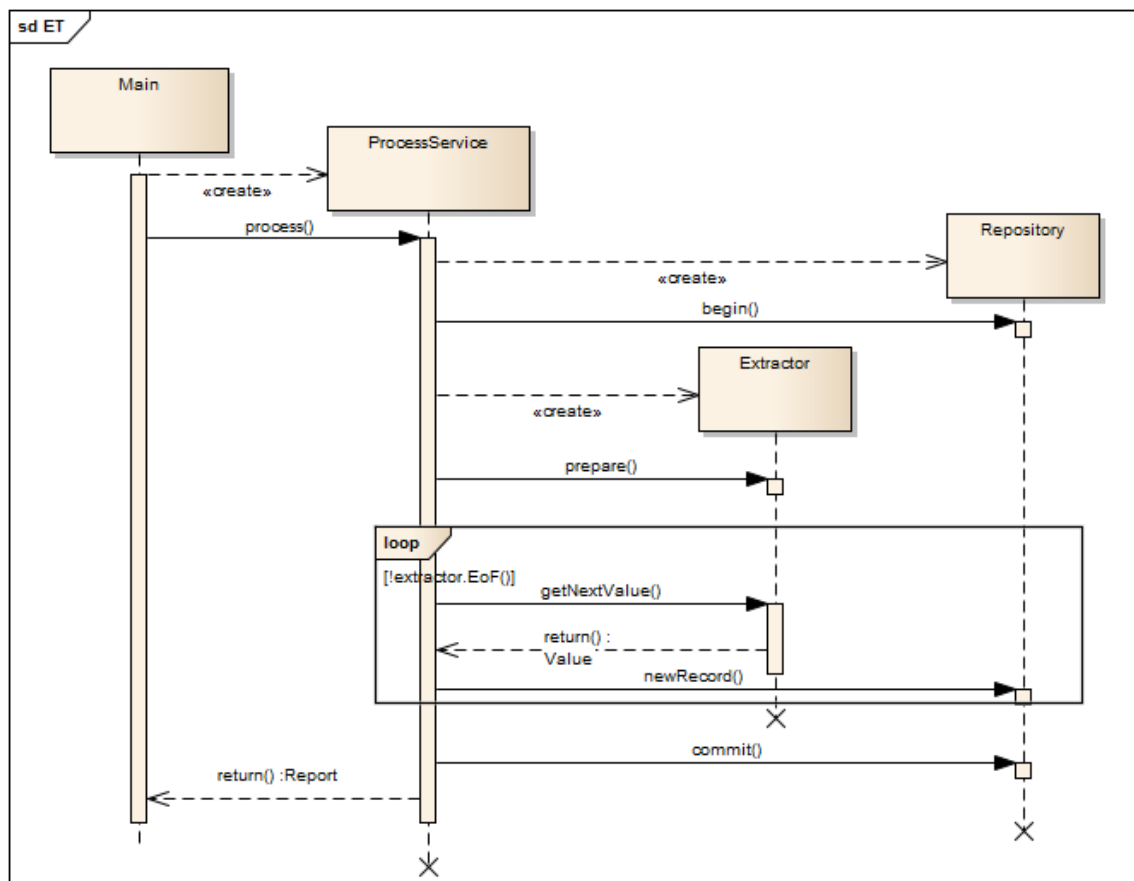 sd ET
Main
ProcessService
«create»
process()
Repository
«create»
begin()
Extractor
«create»
prepare()
loop
[!extractor.EoF()]
getNextValue()
return() :
Value
newRecord()
commit()
return() :Report